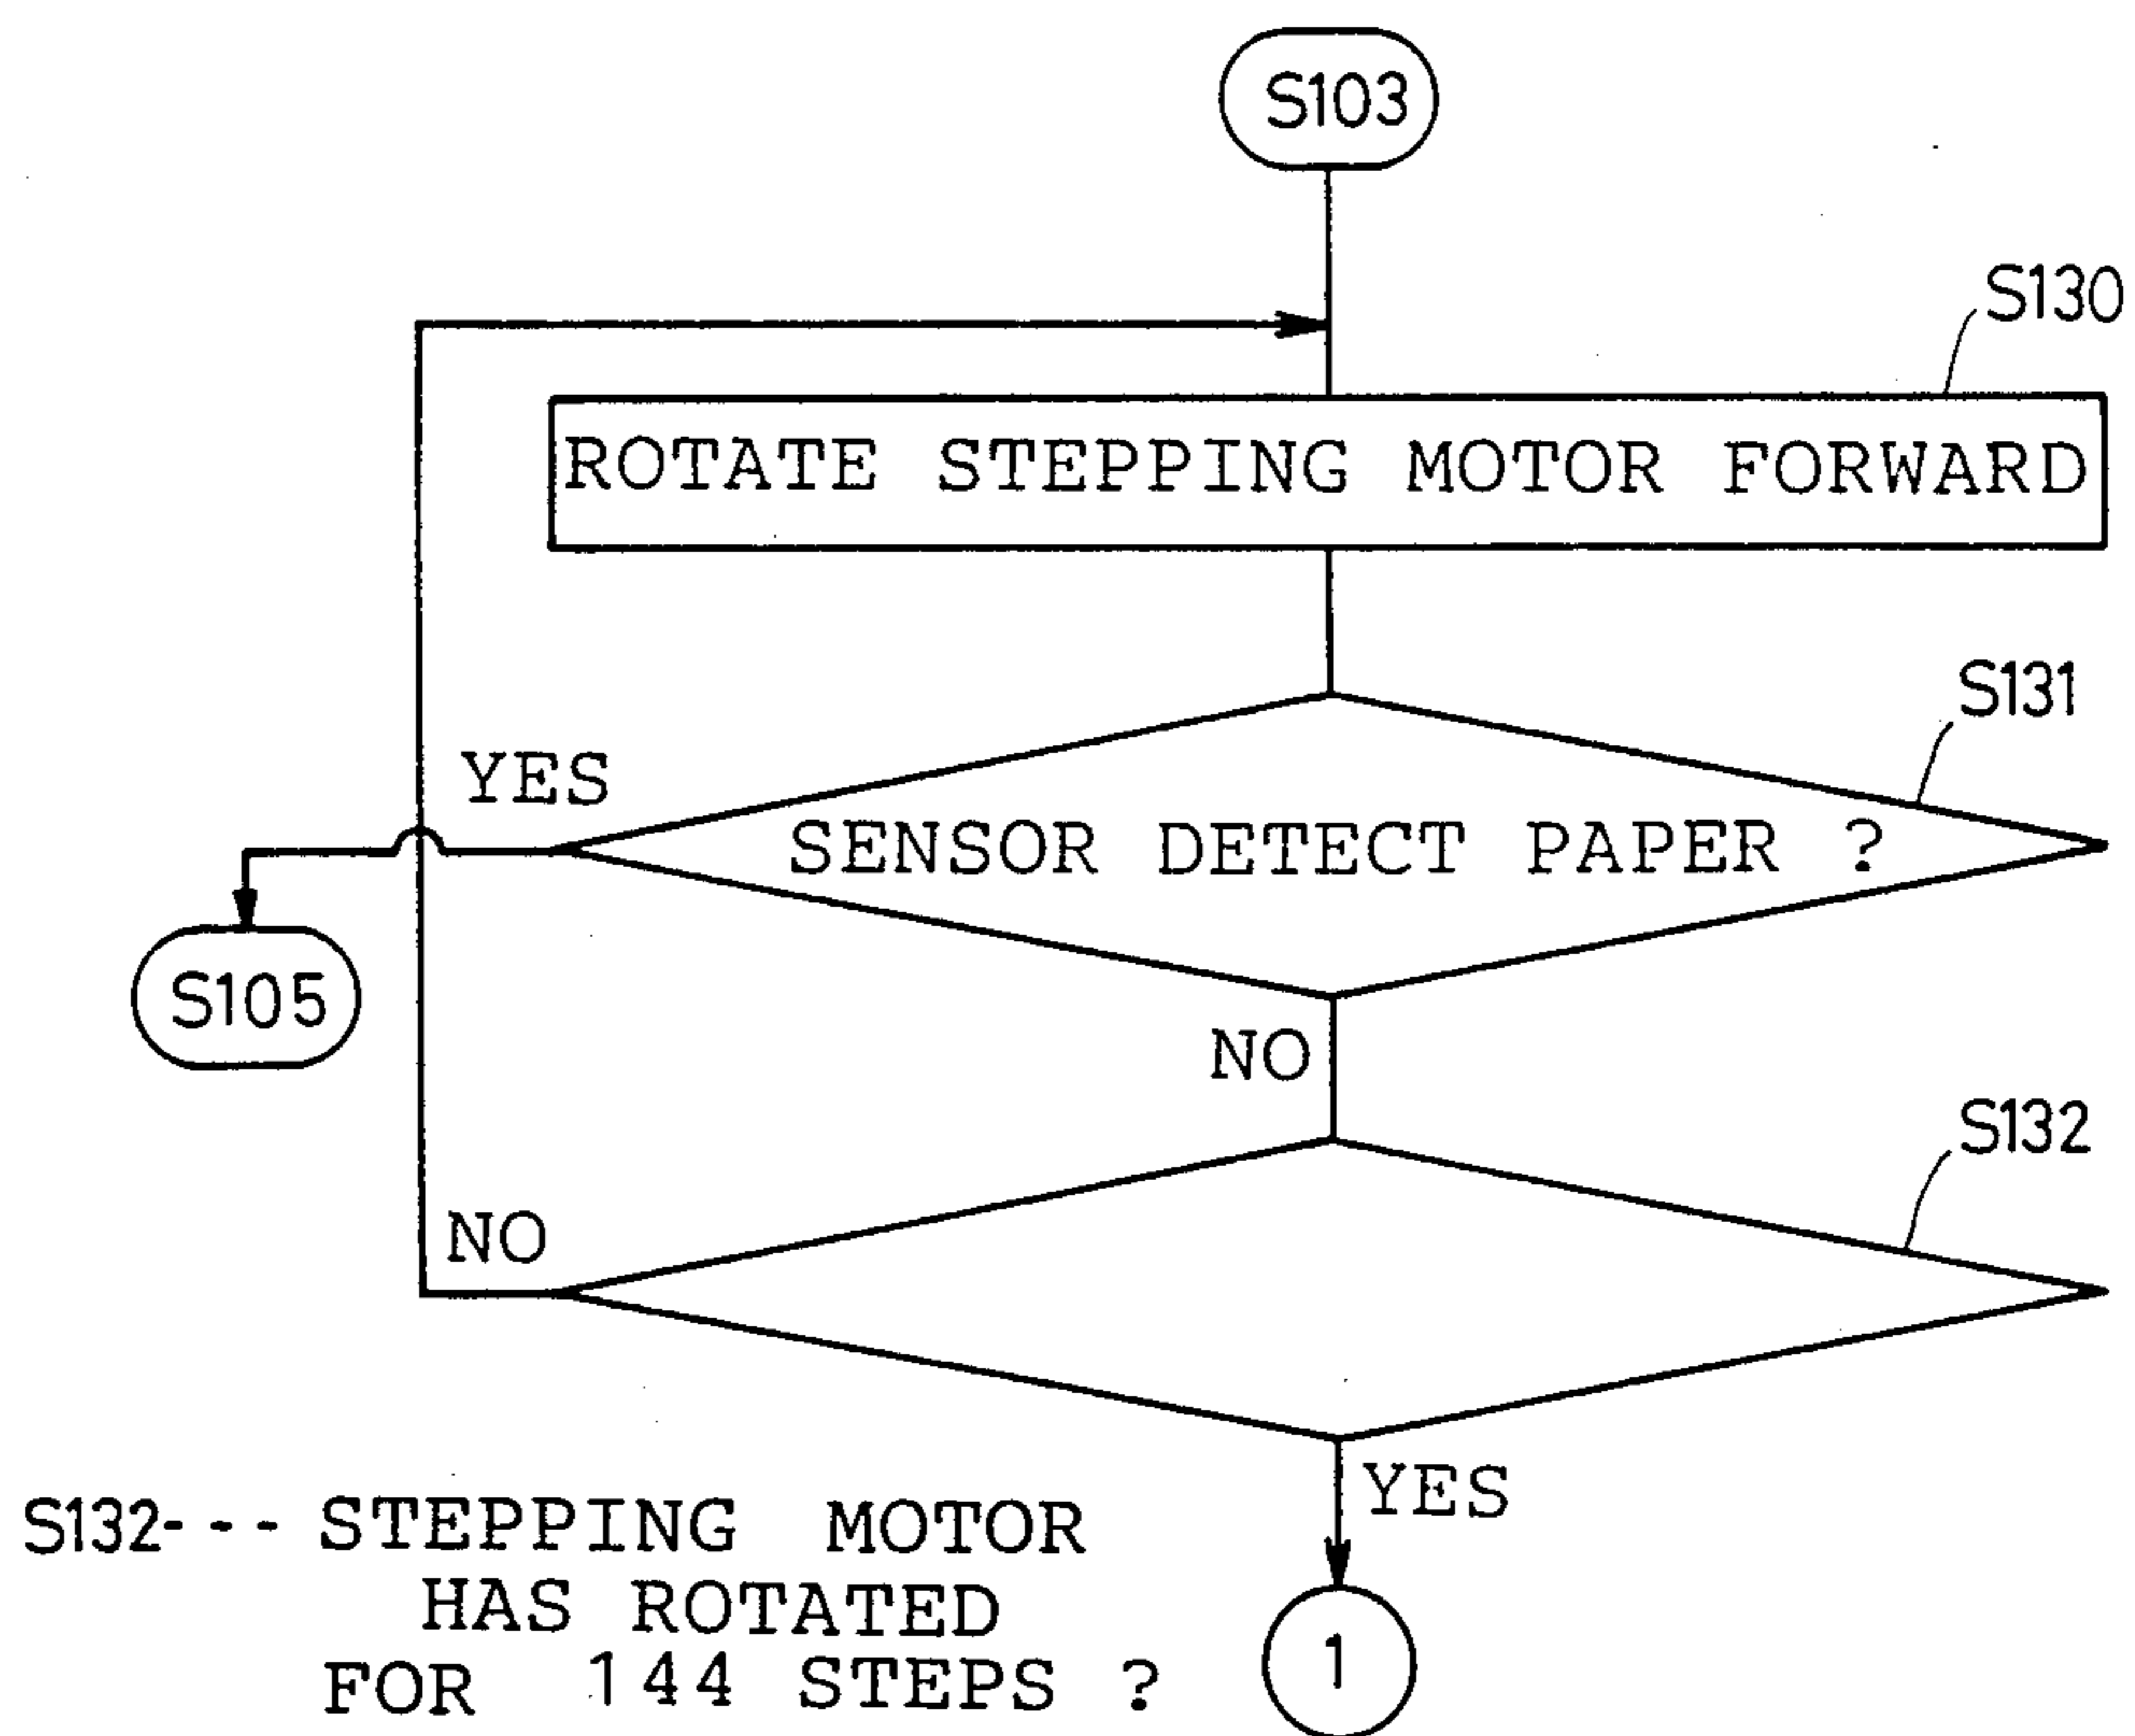 S103
S130
ROTATE STEPPING MOTOR FORWARD
S131
YES
SENSOR DETECT PAPER ?
S105
NO
S132
NO
YES
S132--- STEPPING MOTOR
HAS ROTATED
FOR 144 STEPS ?
1